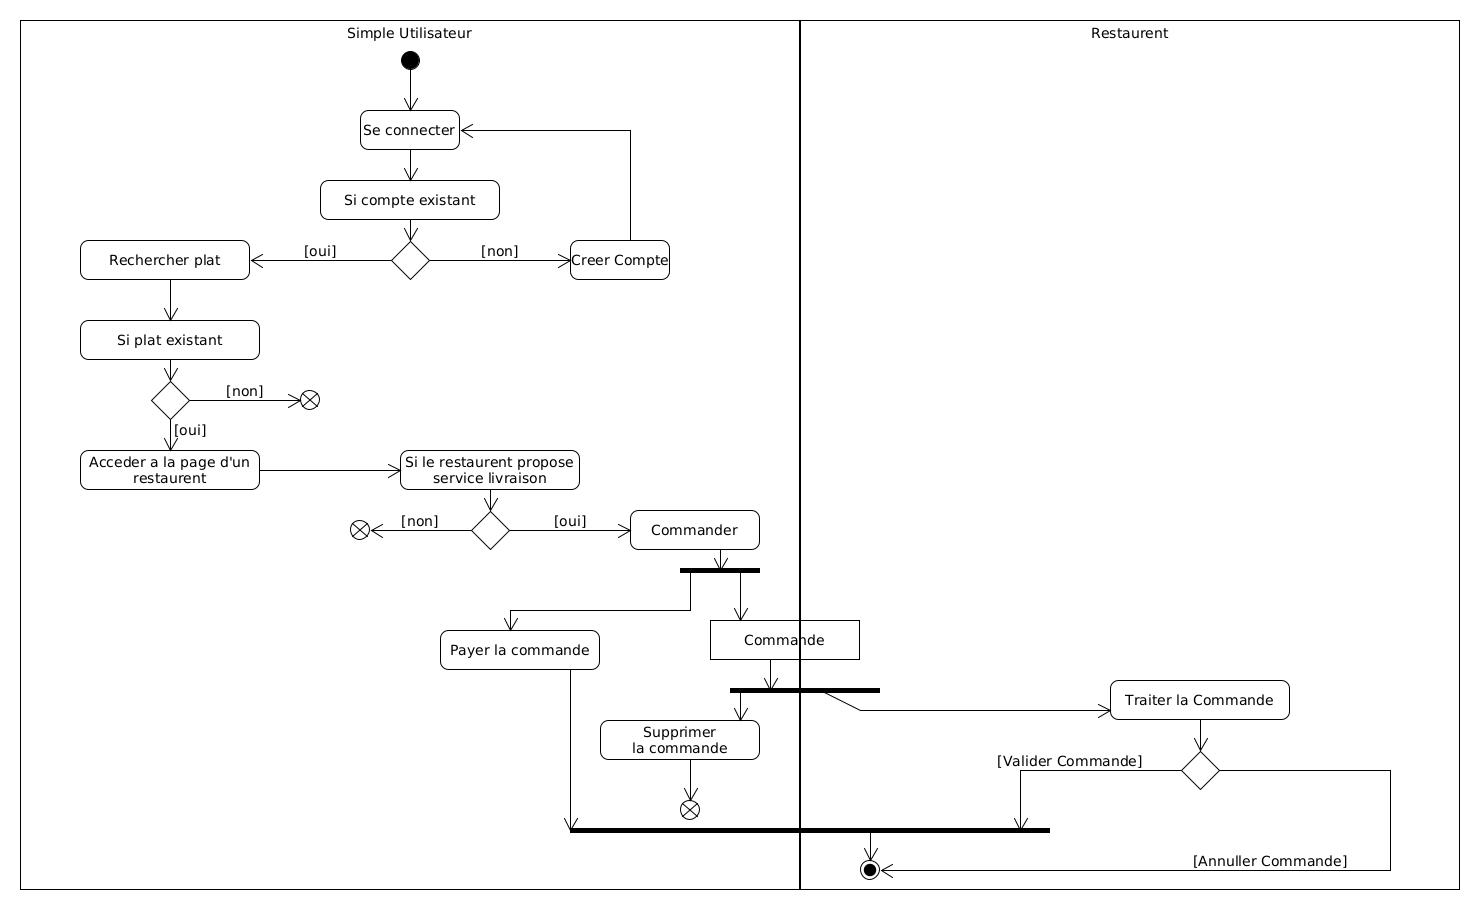 Simple Utilisateur
Restaurent
Se connecter
Si compte existant
[oui]
[non]
Rechercher plat
Creer Compte
Si plat existant
[non]
[oui]
Acceder a la page d'un
restaurent
Si le restaurent propose
service livraison
[non]
[oui]
Commander
Commande
Payer la commande
Traiter la Commande
Supprimer
la commande
[Valider Commande]
[Annuller Commande]